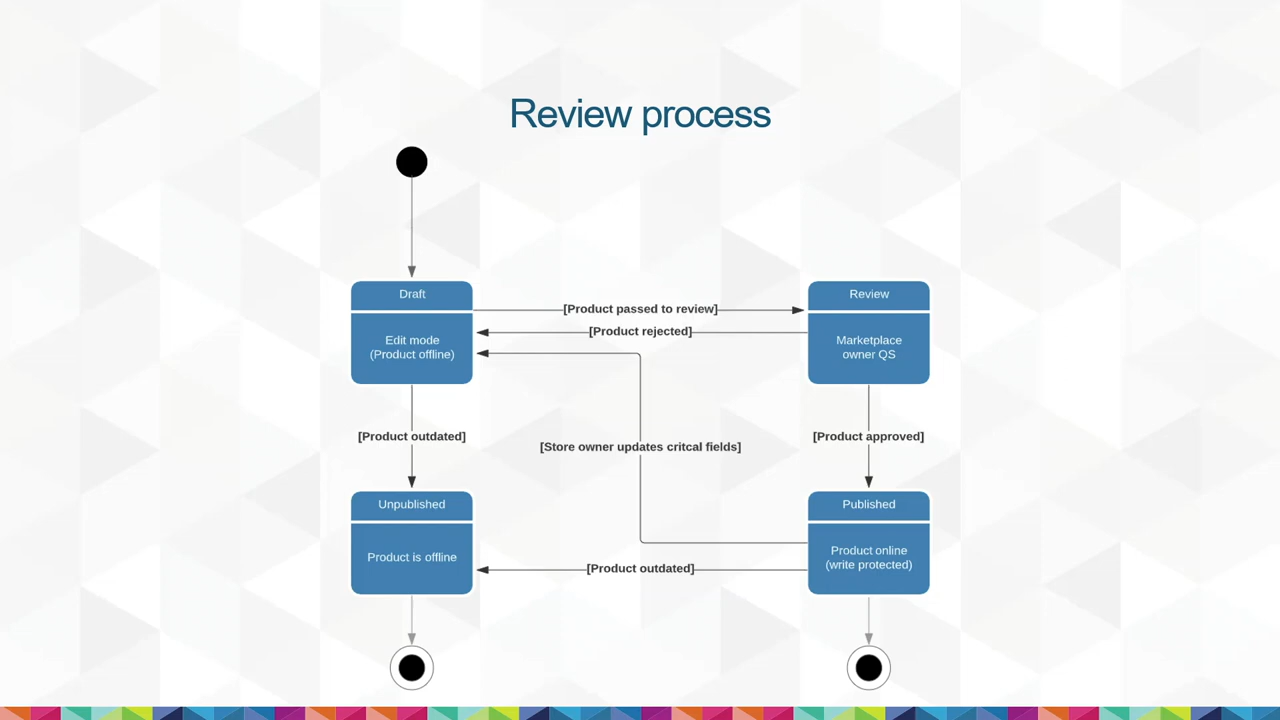 Review process
Draft
Edit mode
(Product offline)
[Product passed to review]
[Product rejected]
Review
Marketplace
owner QS
[Product outdated]
[Store owner updates critcal fields]
[Product approved]
Unpublished
Product is offline
Published
Product online
(write protected)
[Product outdated]